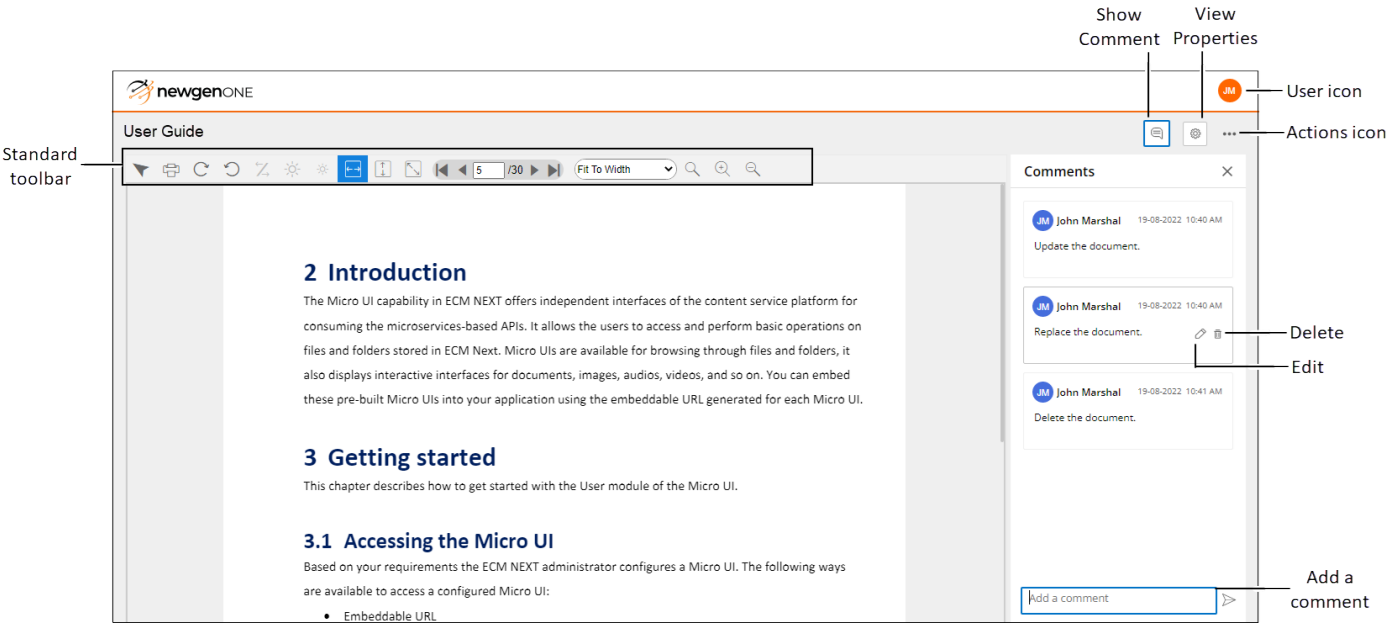 Show
Comment
View
Properties
newgenONE
JM
User icon
User Guide
Actions icon
Standard
toolbar
5
/30
Fit To Width
Comments
JM John Marshal 19-08-2022 10:40 AM
Update the document.
2 Introduction
The Micro UI capability in ECM NEXT offers independent interfaces of the content service platform for
consuming the microservices-based APIs. It allows the users to access and perform basic operations on
files and folders stored in ECM Next. Micro UIs are available for browsing through files and folders, it
also displays interactive interfaces for documents, images, audios, videos, and so on. You can embed
these pre-built Micro UIs into your application using the embeddable URL generated for each Micro UI.
JM John Marshal 19-08-2022 10:40 AM
Replace the document.
Delete
Edit
JM John Marshal 19-08-2022 10:41 AM
Delete the document.
3 Getting started
This chapter describes how to get started with the User module of the Micro UI.
3.1 Accessing the Micro UI
Based on your requirements the ECM NEXT administrator configures a Micro UI. The following ways
are available to access a configured Micro UI:
• Embeddable URL
Add a comment
Add a
comment